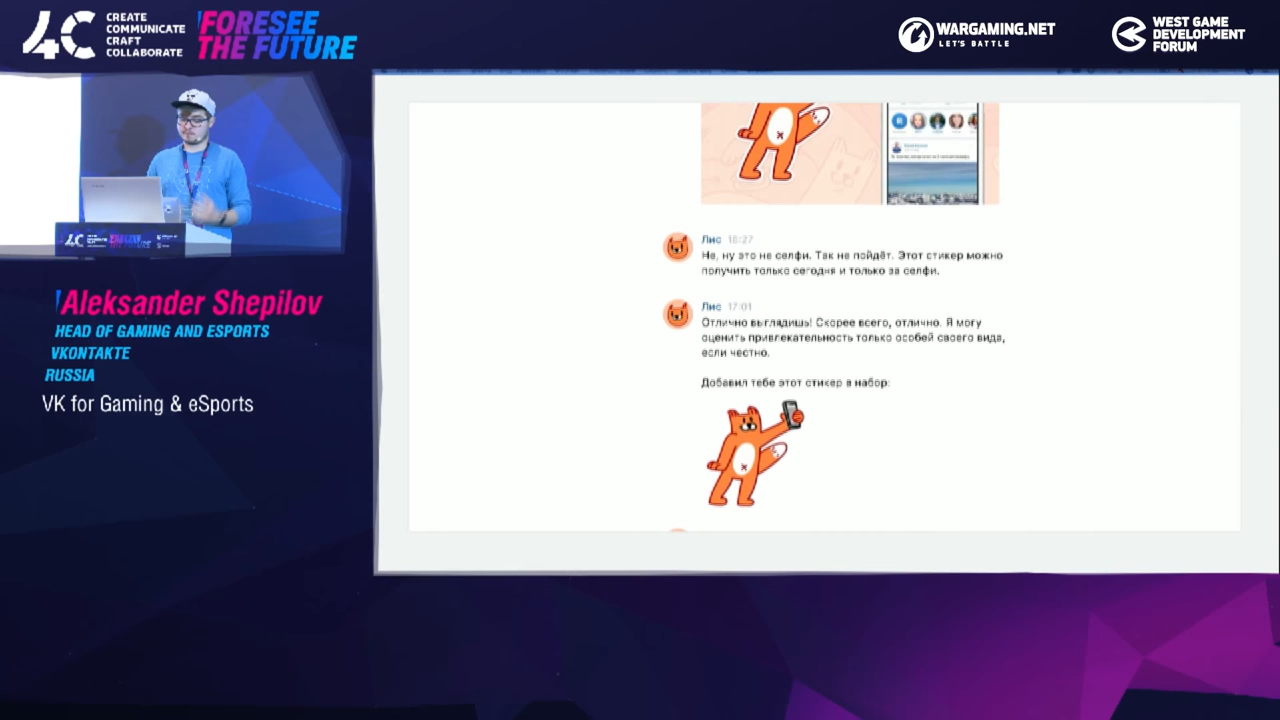 4C
CREATE
COMMUNICATE
CRAFT
COLLABORATE
FORESEE
THE FUTURE
WARGAMING.NET
LET'S BATTLE
WEST GAME
DEVELOPMENT
FORUM
Aleksander Shepilov
HEAD OF GAMING AND ESPORTS
VKONTAKTE
RUSSIA
VK for Gaming & eSports
Лис 16:27
Не, ну это не селфи. Так не пойдёт. Этот стикер можно
получить только сегодня и только за селфи.
Лис 17:01
Отлично выглядишь! Скорее всего, отлично. Я могу
оценить привлекательность только особей своего вида,
если честно.
Добавил тебе этот стикер в набор: